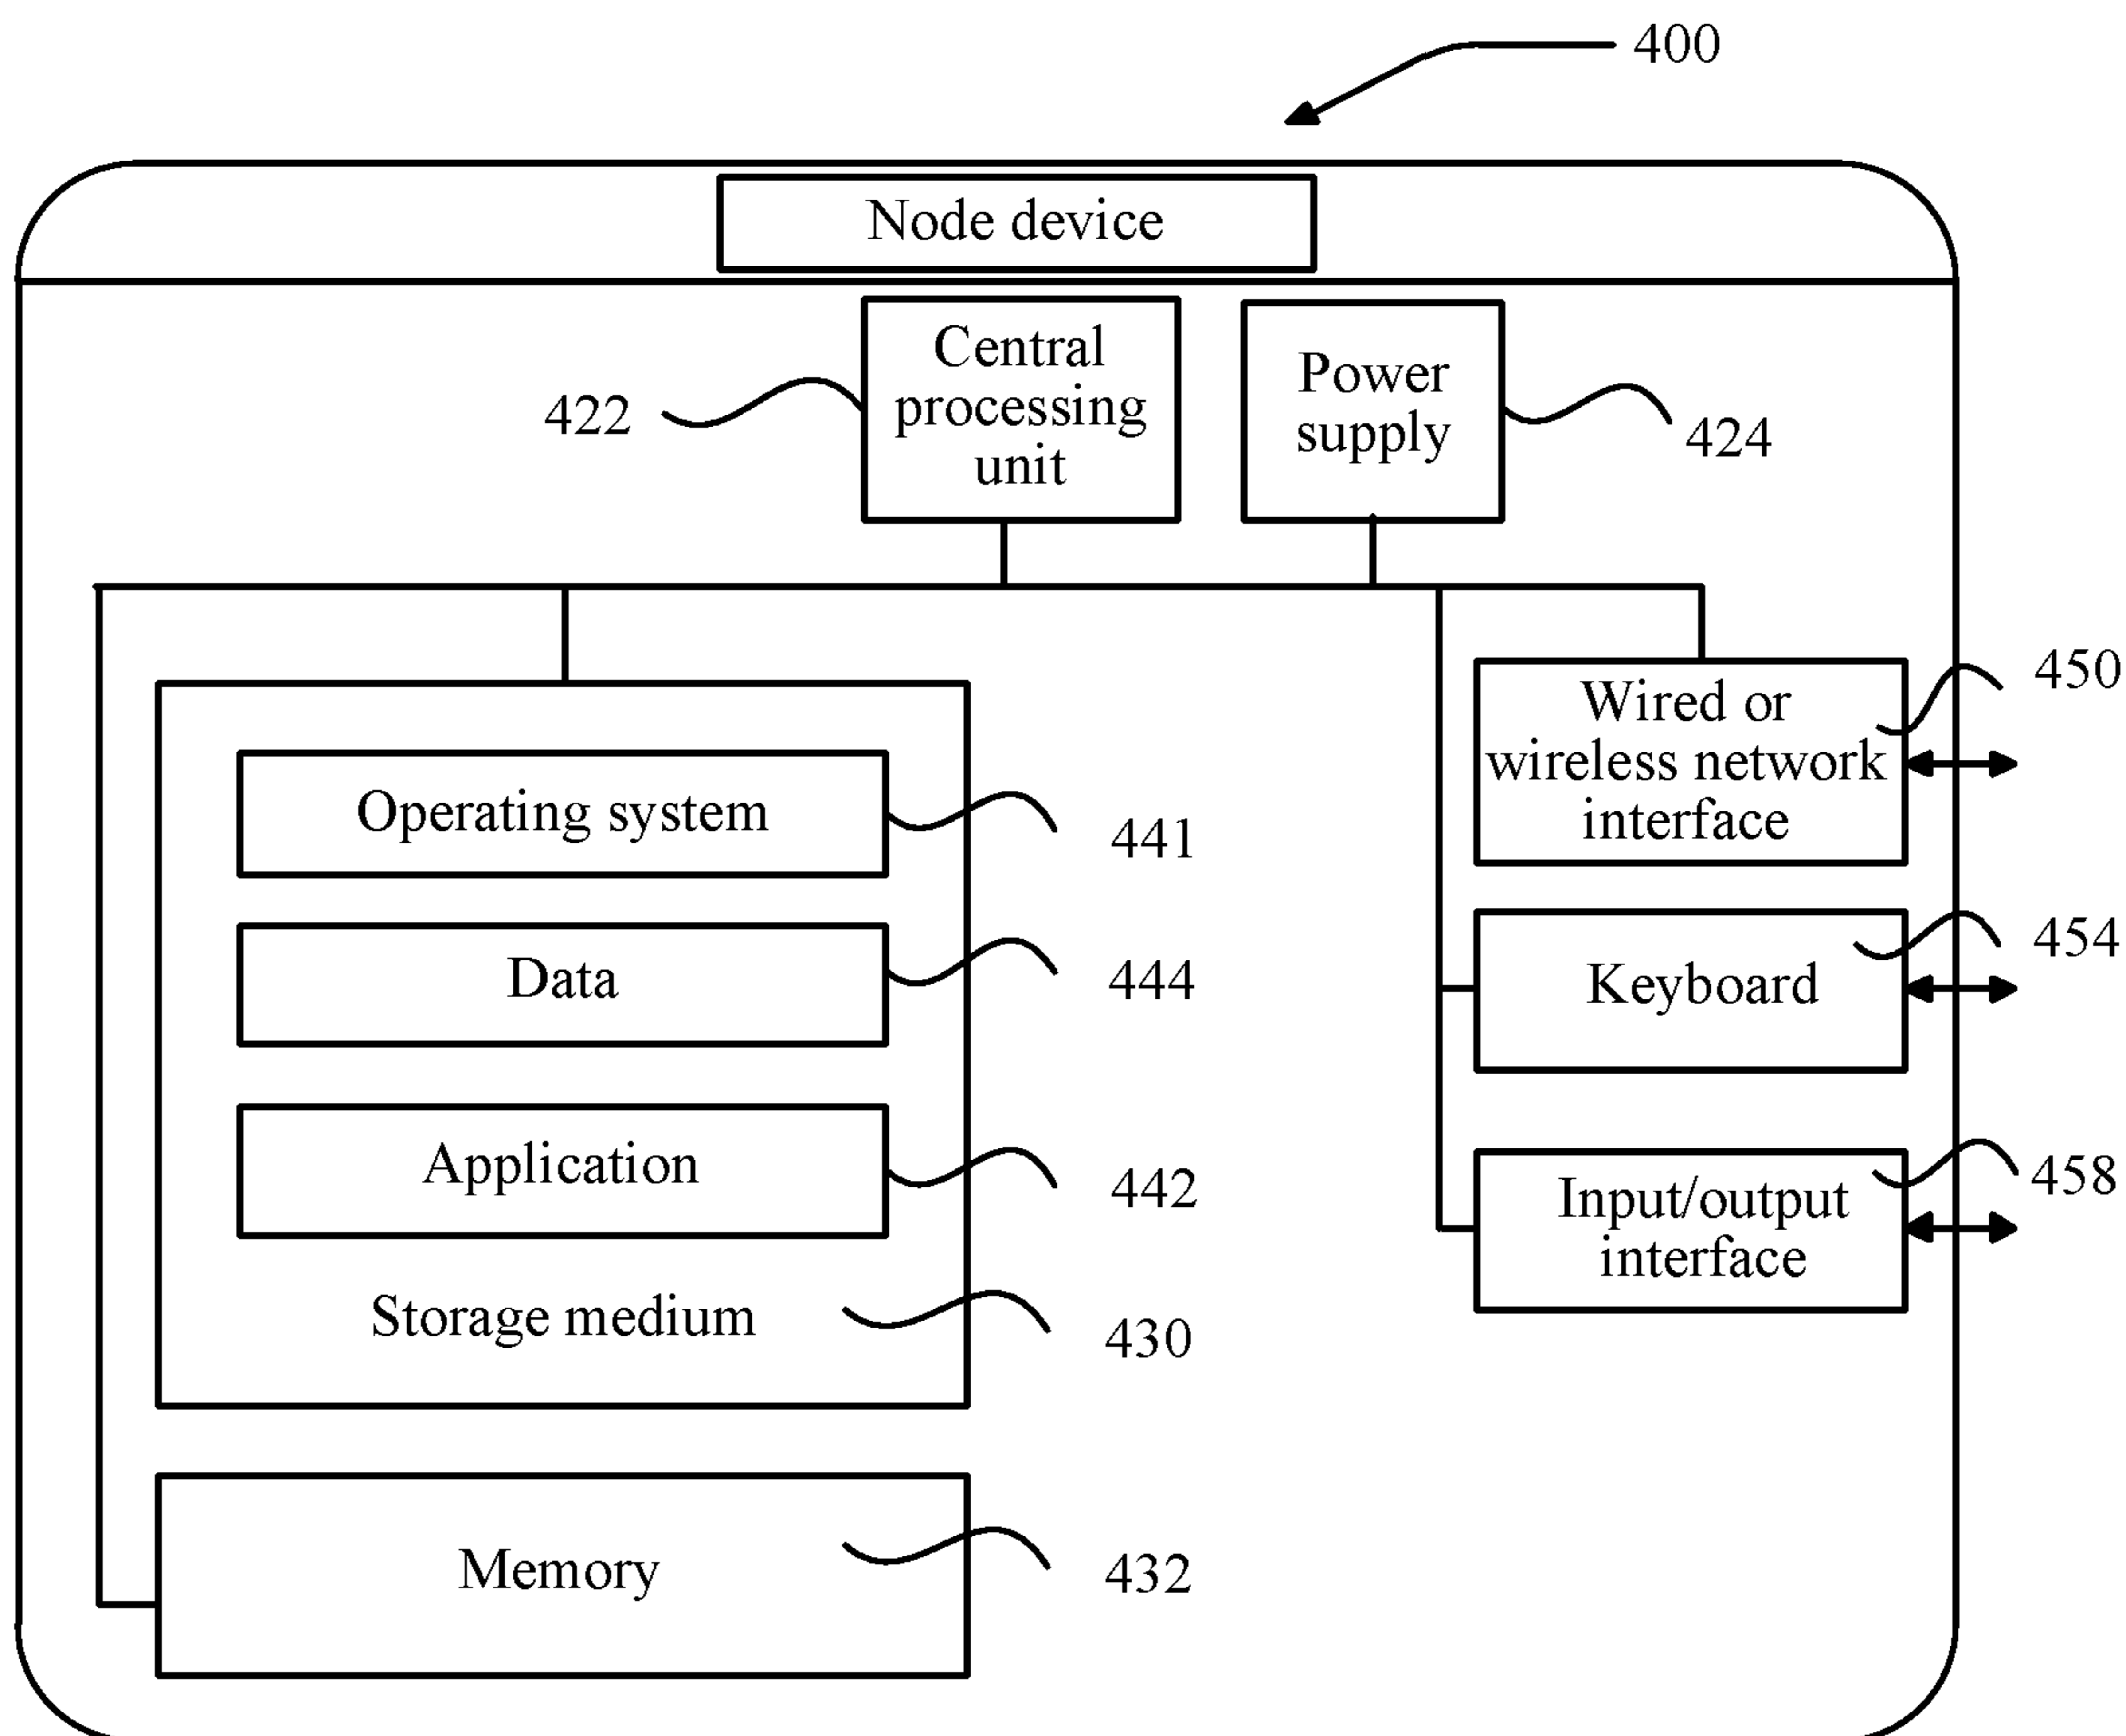 400
Node device
Central
processing
unit
422
Power
supply
424
Operating system
441
Data
444
Application
442
Storage medium
430
Memory
432
Wired or
wireless network
interface
450
Keyboard
454
Input/output
interface
458